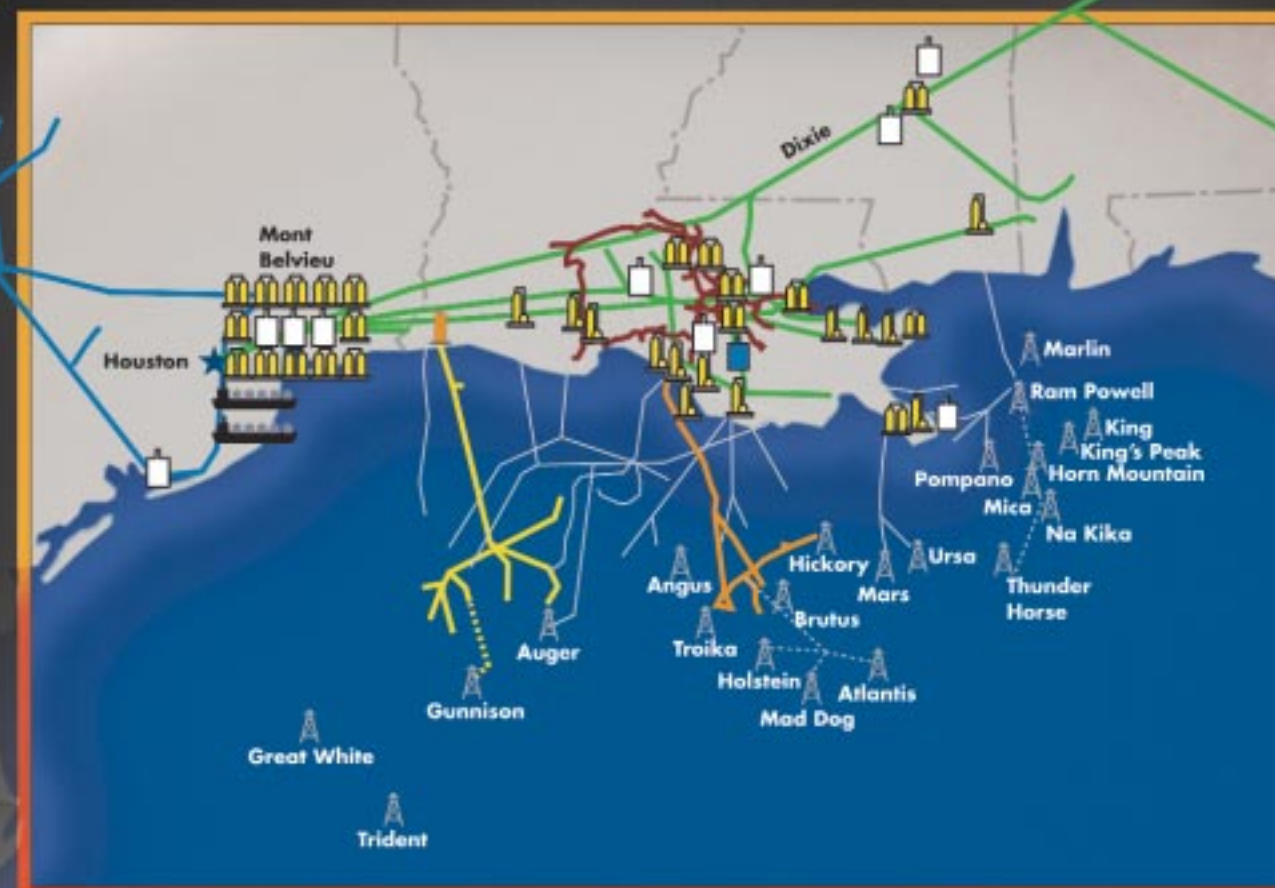 Dixie
Mont
Belvieu
Houston
Marlin
Ram Powell
King
King's Peak
Horn Mountain
Pompano
Mica
Na Kika
Hickory
Ursa
Angus
Mars
Thunder
Horse
Brutus
Auger
Troika
Holstein
Atlantis
Gunnison
Mad Dog
Great White
Trident